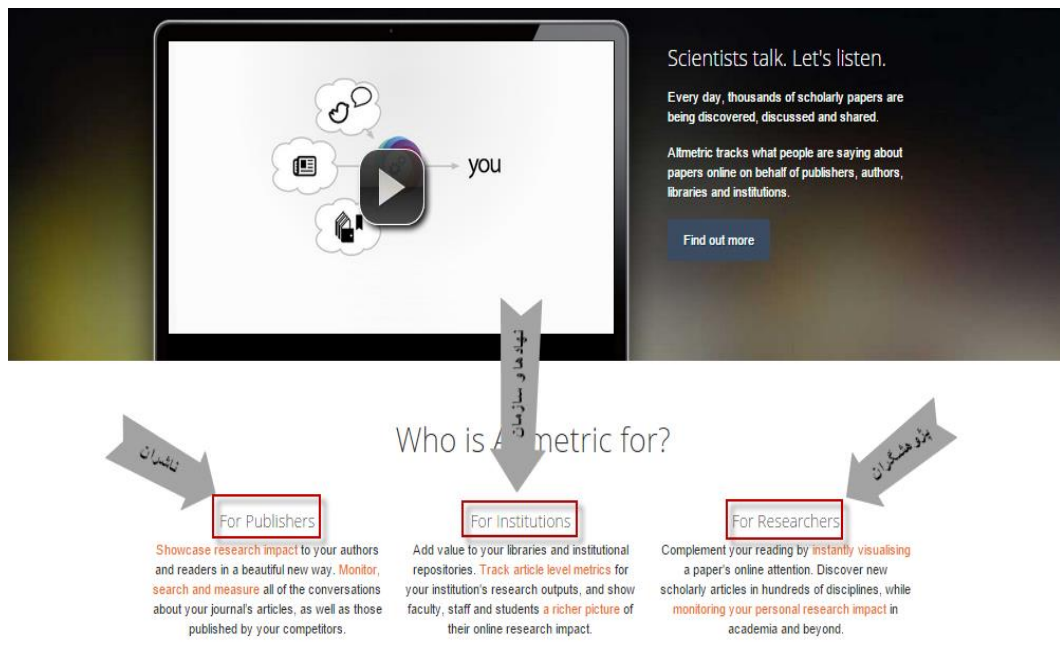 you
Scientists talk. Let's listen.
Every day, thousands of scholarly papers are
being discovered, discussed and shared.
Altmetric tracks what people are saying about
papers online on behalf of publishers, authors,
libraries and institutions.
Find out more
نهادها و سازمان
Who is A metric for?
ناشران
پژوهشگران
For Publishers
Showcase research impact to your authors
and readers in a beautiful new way. Monitor,
search and measure all of the conversations
about your journal's articles, as well as those
published by your competitors.
For Institutions
Add value to your libraries and institutional
repositories. Track article level metrics for
your institution's research outputs, and show
faculty, staff and students a richer picture of
their online research impact.
For Researchers
Complement your reading by instantly visualising
a paper's online attention. Discover new
scholarly articles in hundreds of disciplines, while
monitoring your personal research impact in
academia and beyond.